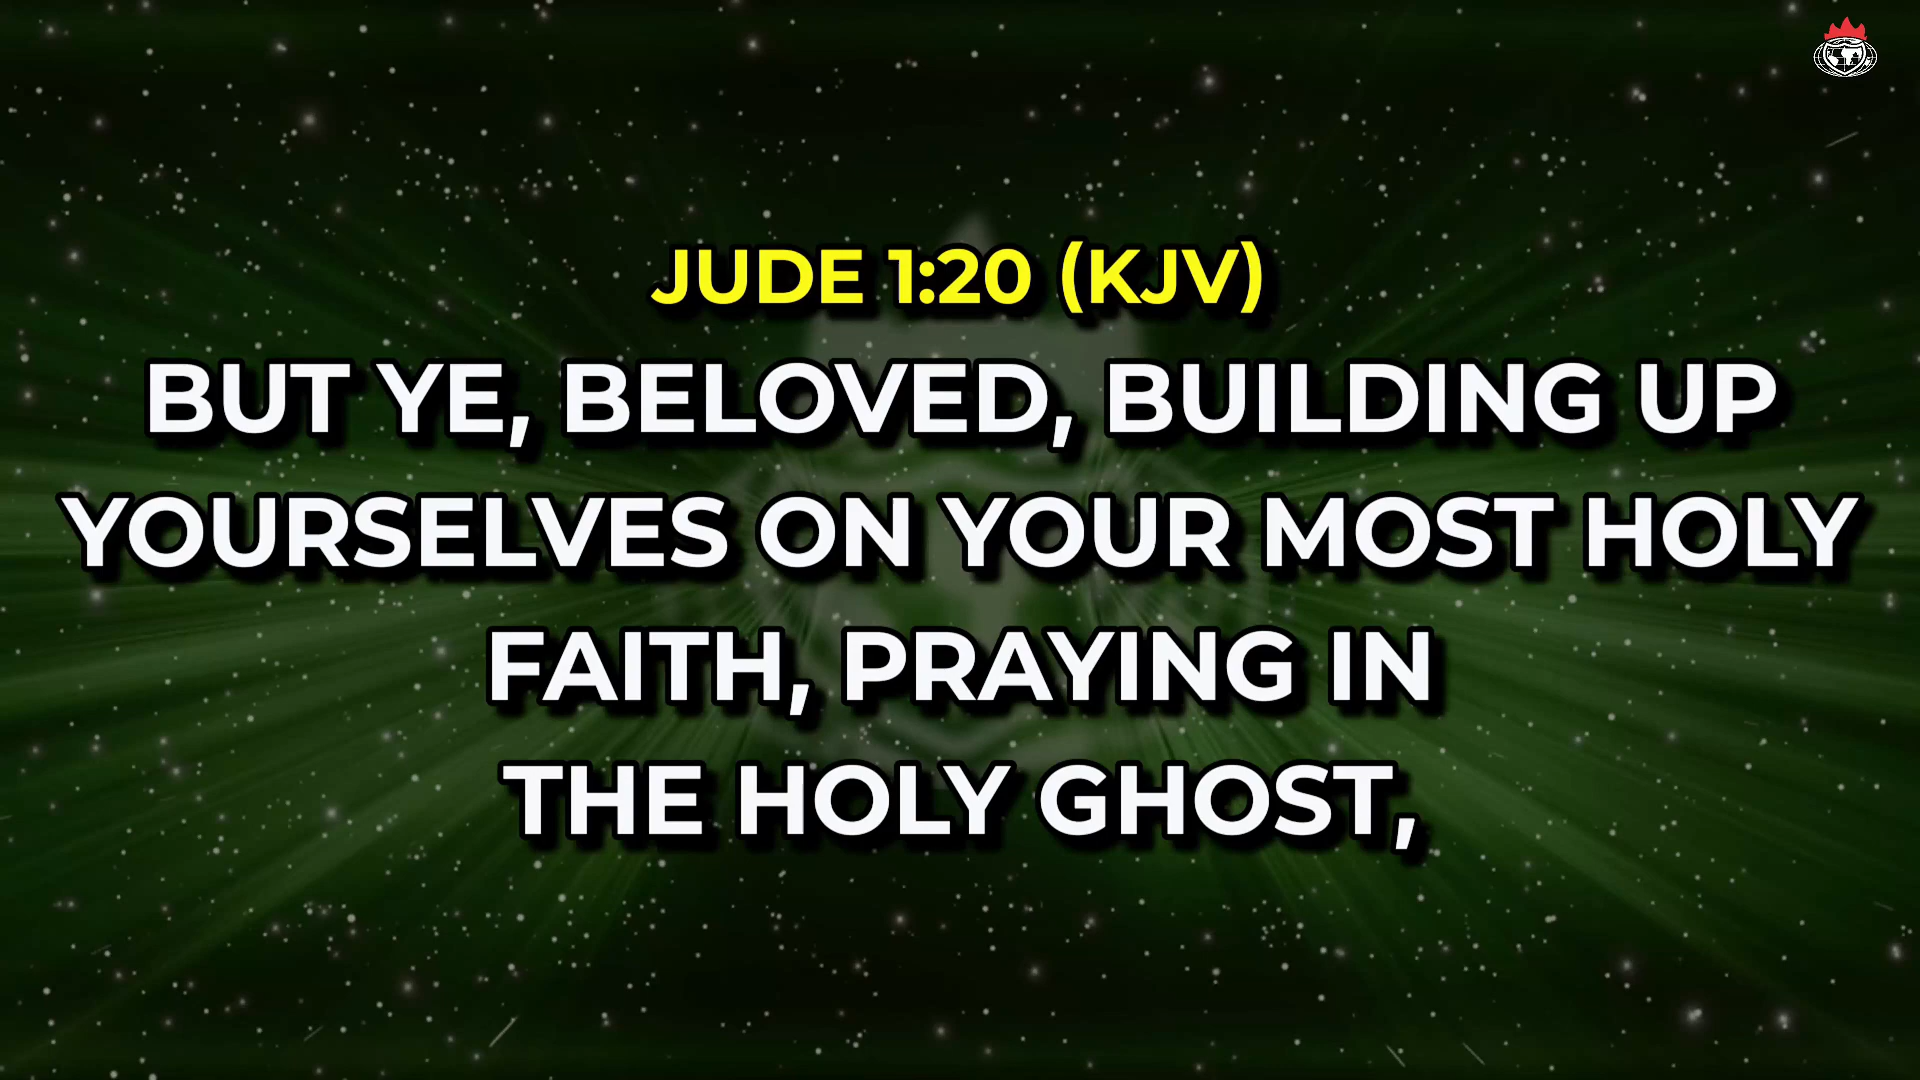 JUDE 1:20 (KJV)
BUT YE, BELOVED, BUILDING UP
YOURSELVES ON YOUR MOST HOLY
FAITH, PRAYING IN
THE HOLY GHOST,